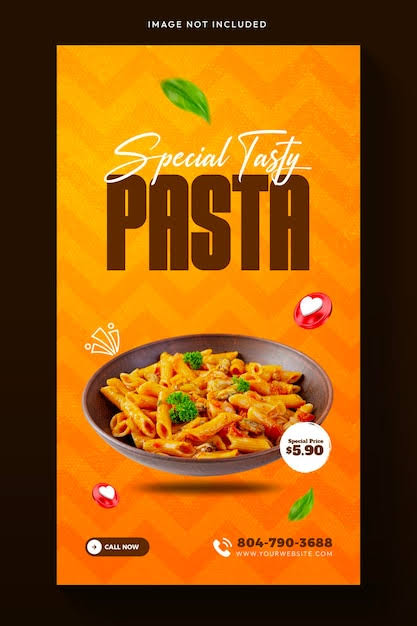 IMAGE NOT INCLUDED
Special Tasty
PASTA
Special Price
$5.90
CALL NOW
804-790-3688
WWW.YOURWEBSITE.COM